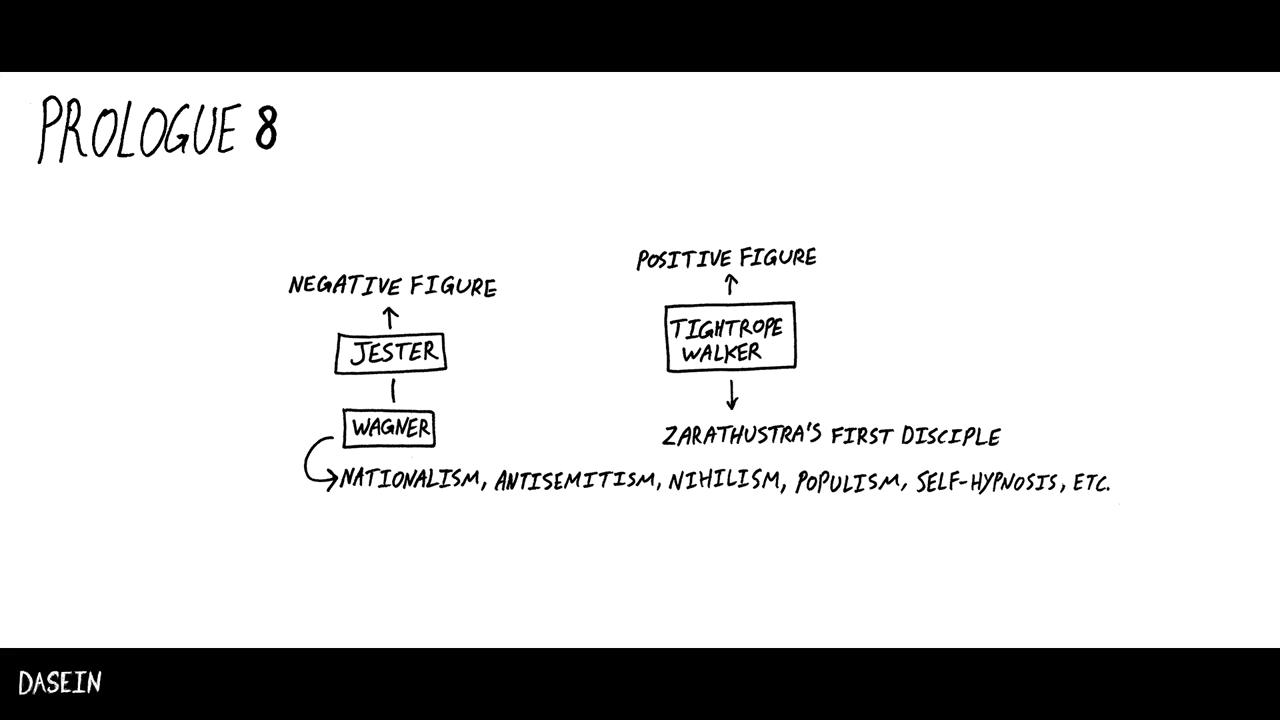 PROLOGUE 8
NEGATIVE FIGURE
JESTER
WAGNER
NATIONALISM, ANTISEMITISM, NIHILISM, POPULISM, SELF-HYPNOSIS, ETC.
POSITIVE FIGURE
TIGHTROPE
WALKER
ZARATHUSTRA'S FIRST DISCIPLE
DASEIN